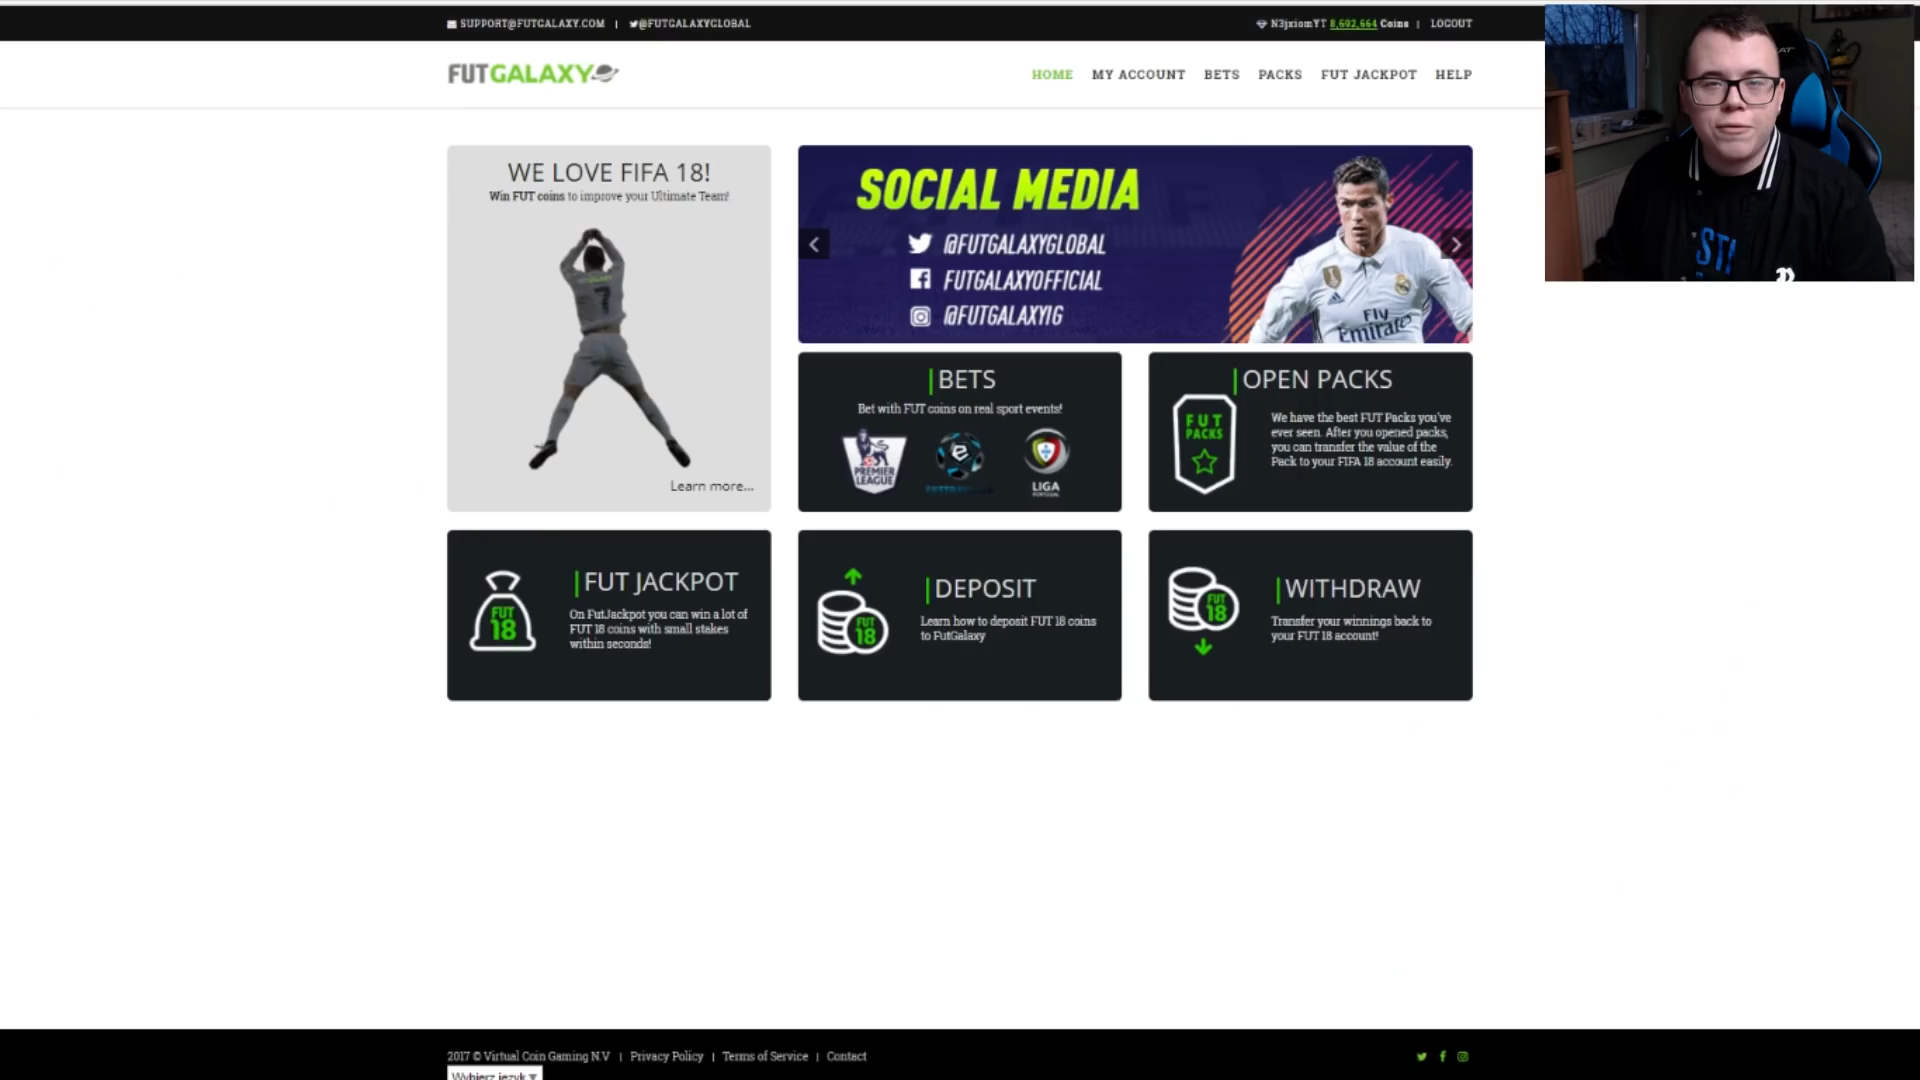 SUPPORT@FUTGALAXY.COM | @FUTGALAXYGLOBAL
N3jxiomYT 8,692,664 Coins | LOGOUT
FUTGALAXY
HOME MY ACCOUNT BETS PACKS FUT JACKPOT HELP
WE LOVE FIFA 18!
Win FUT coins to improve your Ultimate Team!
GALAXY
7
Learn more...
SOCIAL MEDIA
@FUTGALAXYGLOBAL
FUTGALAXYOFFICIAL
@FUTGALAXYIG
Fly
Emirates
BETS
Bet with FUT coins on real sport events!
PREMIER
LEAGUE
LIGA
PORTUGAL
OPEN PACKS
FUT
PACKS
We have the best FUT Packs you've
ever seen. After you opened packs,
you can transfer the value of the
Pack to your FIFA 18 account easily.
FUT JACKPOT
FUT
18
On FutJackpot you can win a lot of
FUT 18 coins with small stakes
within seconds!
DEPOSIT
FUT
18
Learn how to deposit FUT 18 coins
to FutGalaxy
WITHDRAW
FUT
18
Transfer your winnings back to
your FUT 18 account!
2017 © Virtual Coin Gaming N.V | Privacy Policy | Terms of Service | Contact
Wybierz język